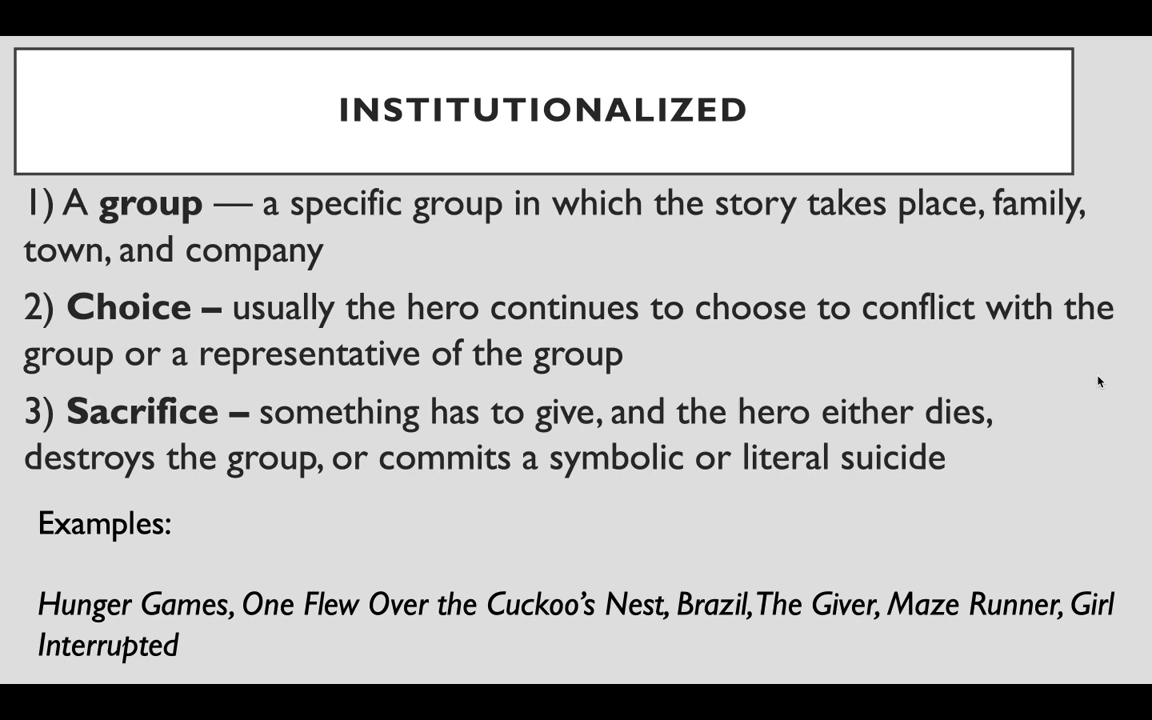 INSTITUTIONALIZED
1) A group — a specific group in which the story takes place, family,
town, and company
2) Choice – usually the hero continues to choose to conflict with the
group or a representative of the group
3) Sacrifice – something has to give, and the hero either dies,
destroys the group, or commits a symbolic or literal suicide
Examples:
Hunger Games, One Flew Over the Cuckoo’s Nest, Brazil, The Giver, Maze Runner, Girl
Interrupted